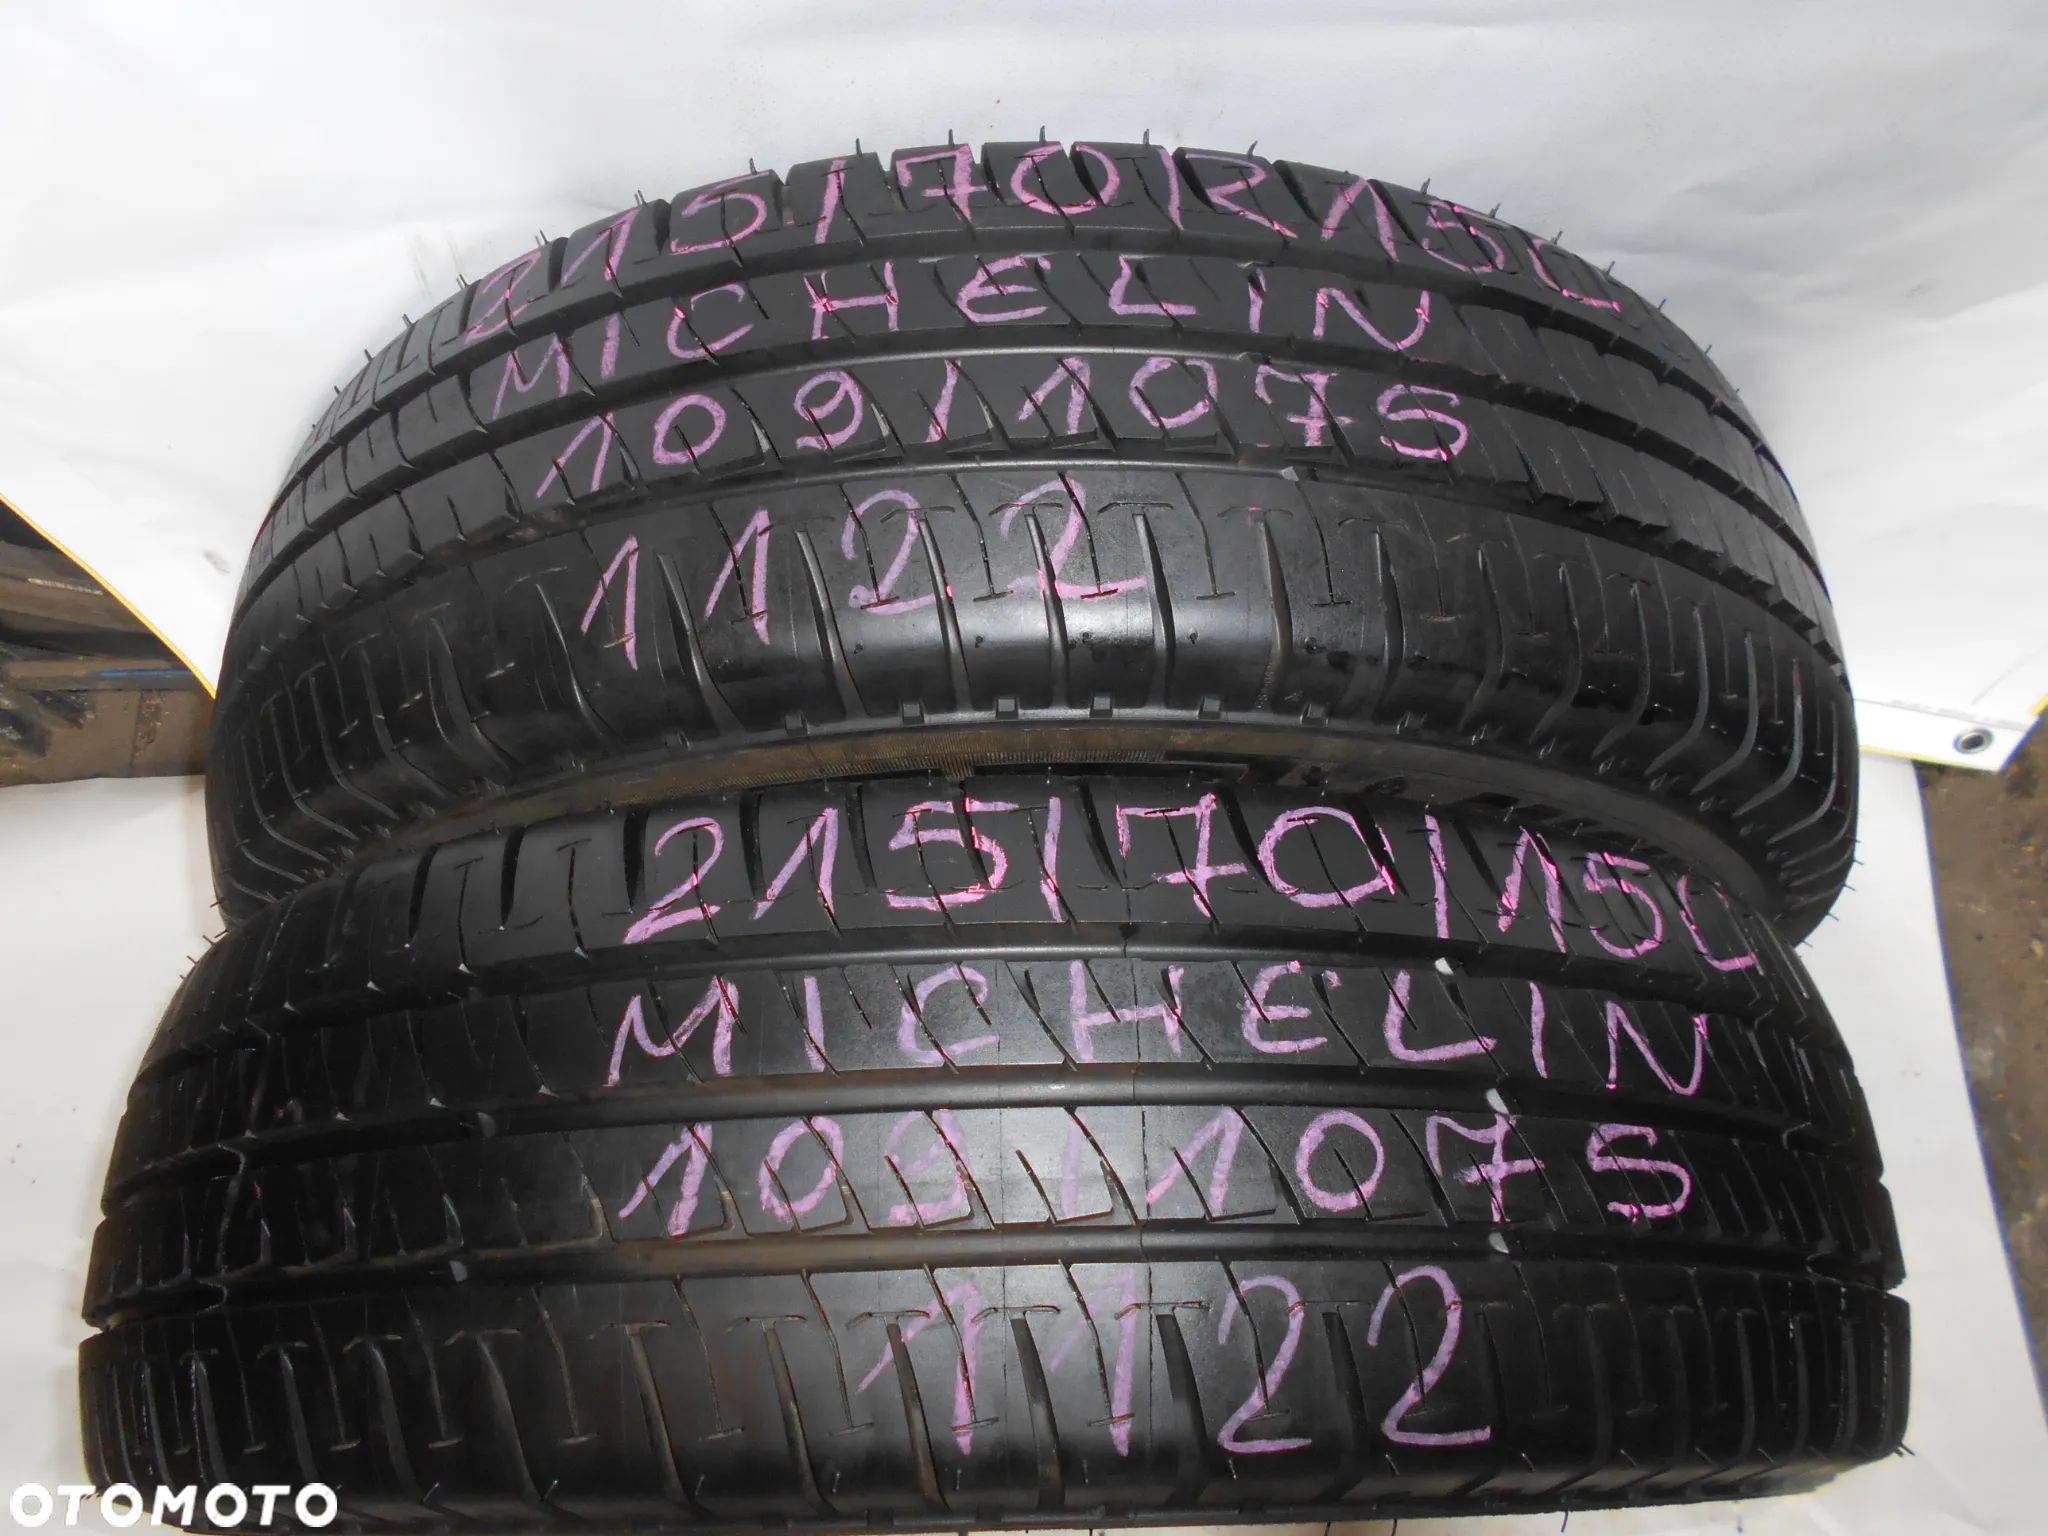 215/70R15C
MICHELIN
109/107S
1122
215/70/15C
MICHELIN
109/107S
1122
OTOMOTO